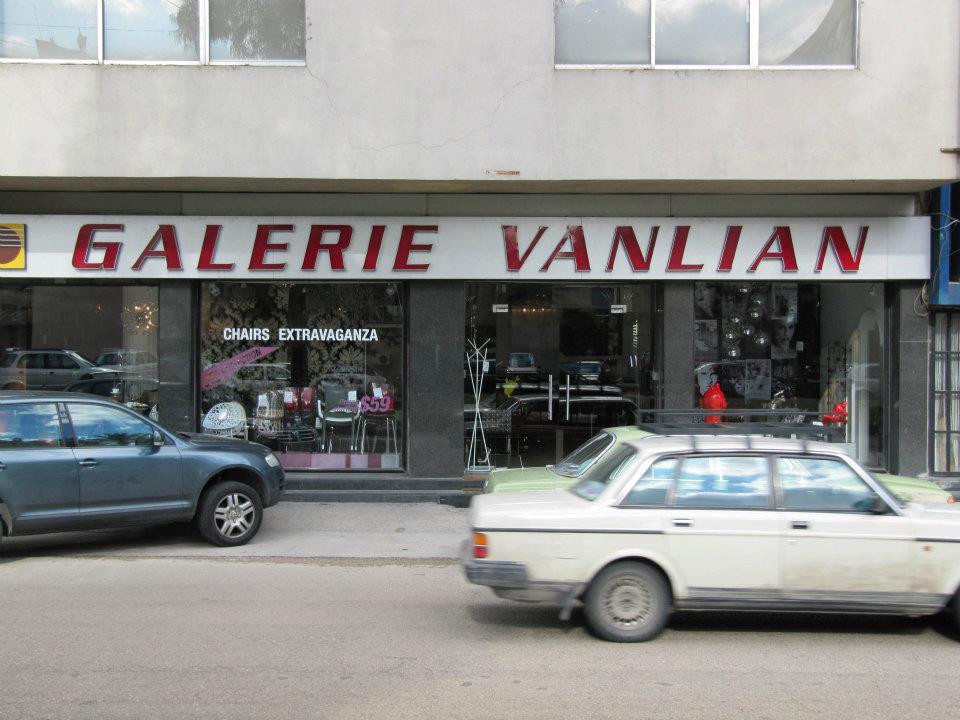 GALERIE VANLIAN
CHAIRS EXTRAVAGANZA
$59